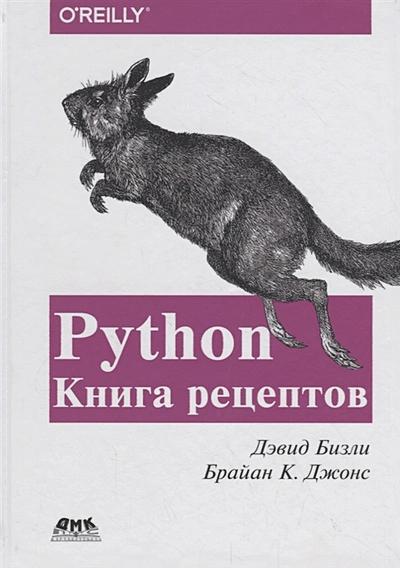 O'REILLY®
Python
Книга рецептов
Дэвид Бизли
Брайан К. Джонс
ДМК